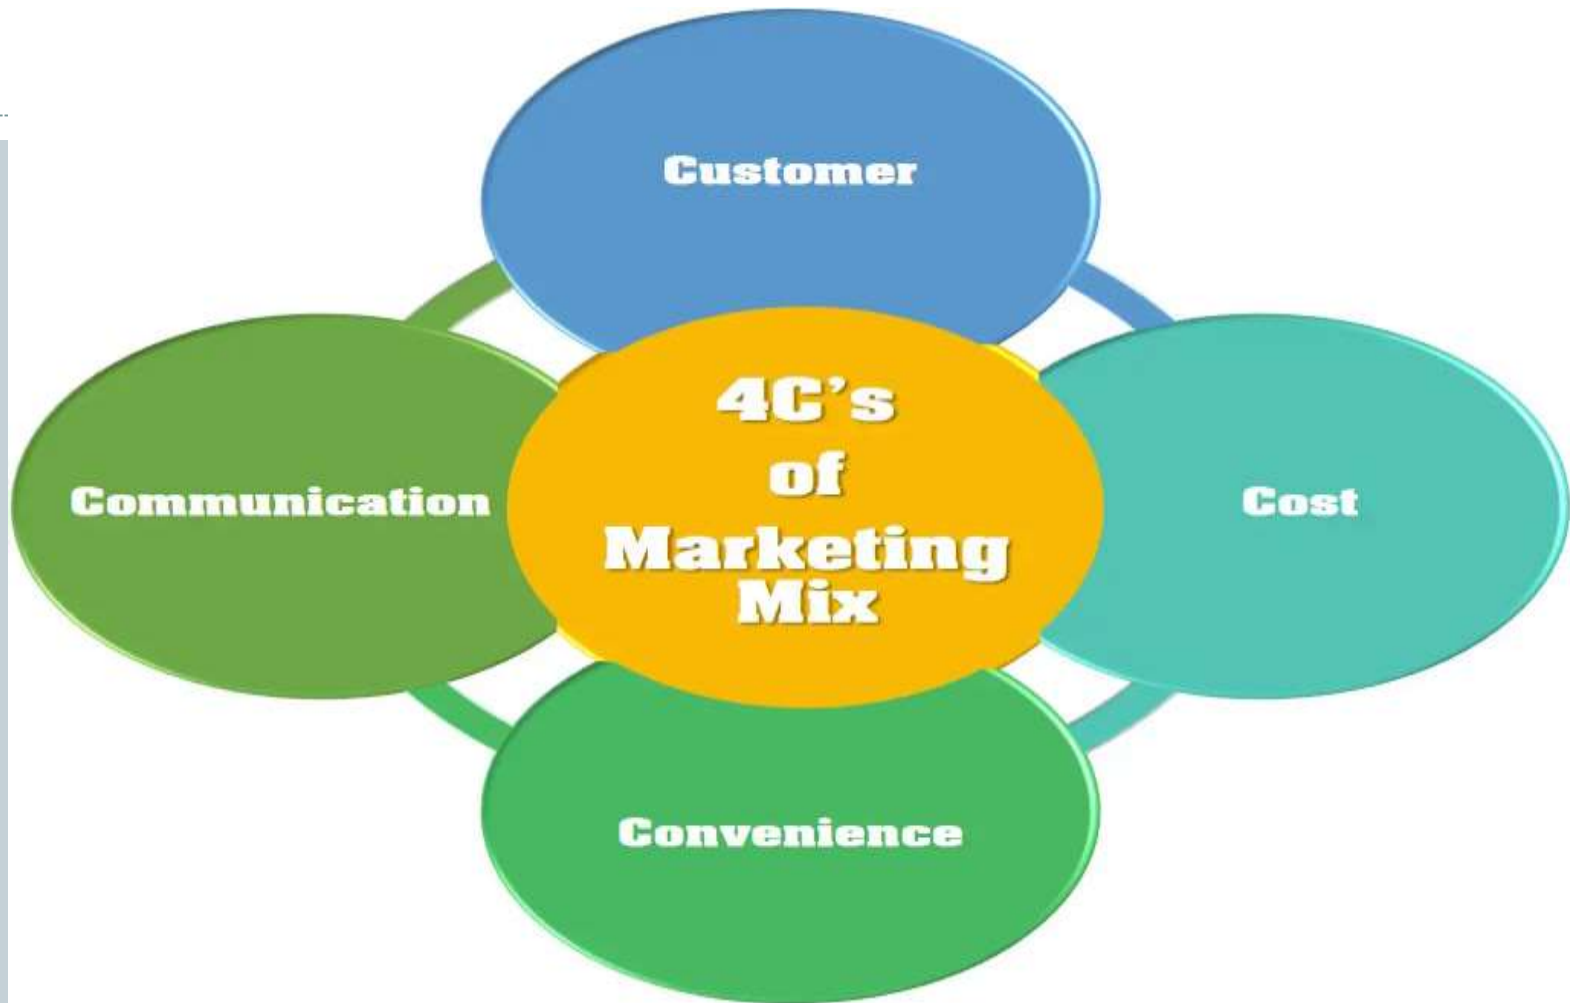 Customer
Communication
4C’s
of
Marketing
Mix
Cost
Convenience